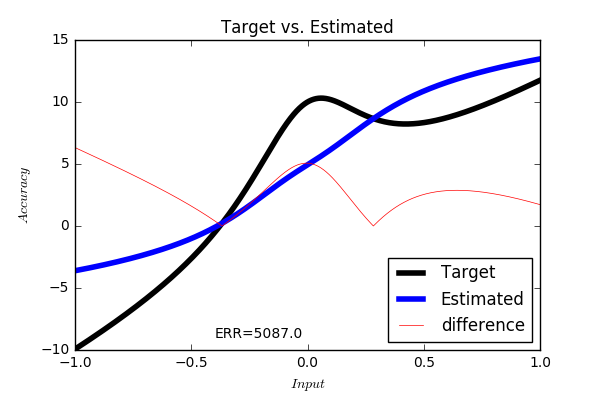 Target vs. Estimated
15
10
5
0
−5
−10
Accuracy
−1.0 −0.5 0.0 0.5 1.0
Input
ERR=5087.0
Target
Estimated
difference